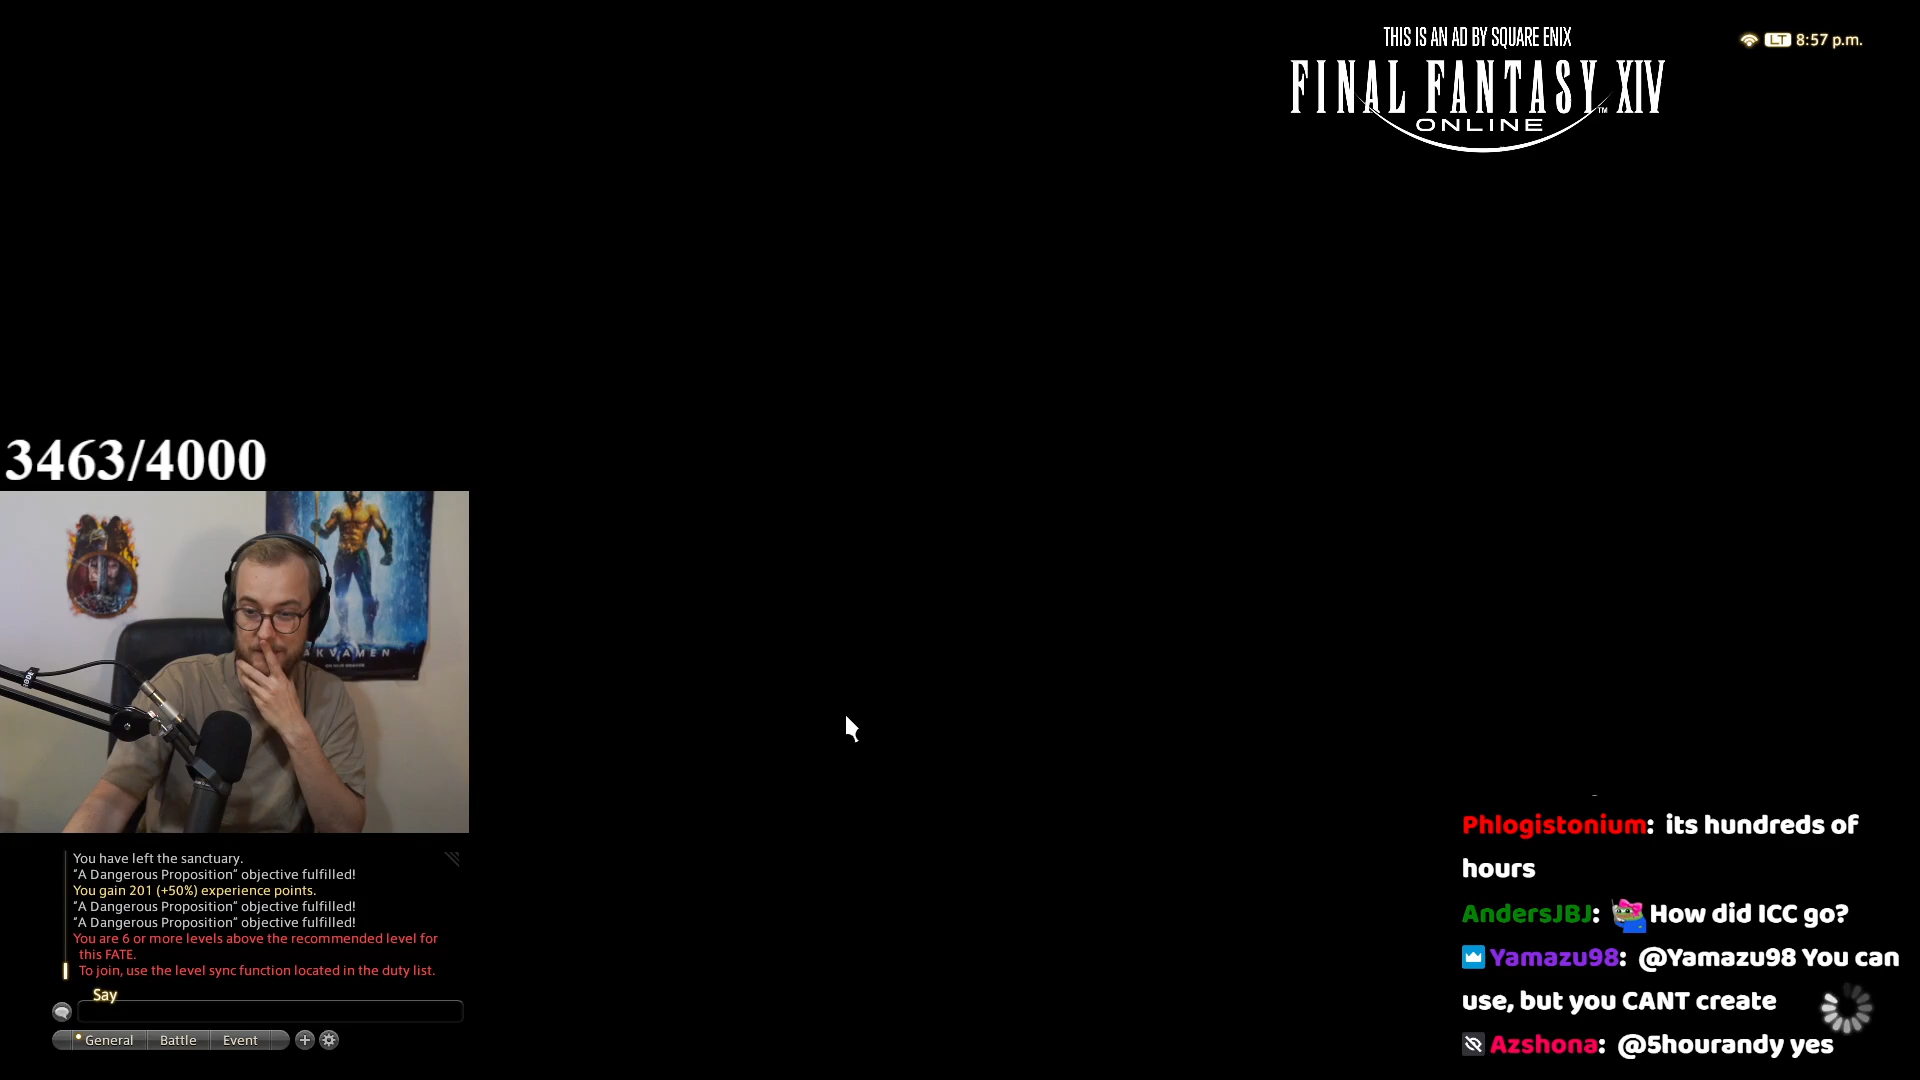 THIS IS AN AD BY SQUARE ENIX
FINAL FANTASY XIV
™
ONLINE
LT 8:57 p.m.
3463/4000
AKVAMEN
RØDE
You have left the sanctuary.
"A Dangerous Proposition" objective fulfilled!
You gain 201 (+50%) experience points.
"A Dangerous Proposition" objective fulfilled!
"A Dangerous Proposition" objective fulfilled!
You are 6 or more levels above the recommended level for
this FATE.
To join, use the level sync function located in the duty list.
Say
General Battle Event
Phlogistonium: its hundreds of
hours
AndersJBJ: How did ICC go?
Yamazu98: @Yamazu98 You can
use, but you CANT create
Azshona: @5hourandy yes